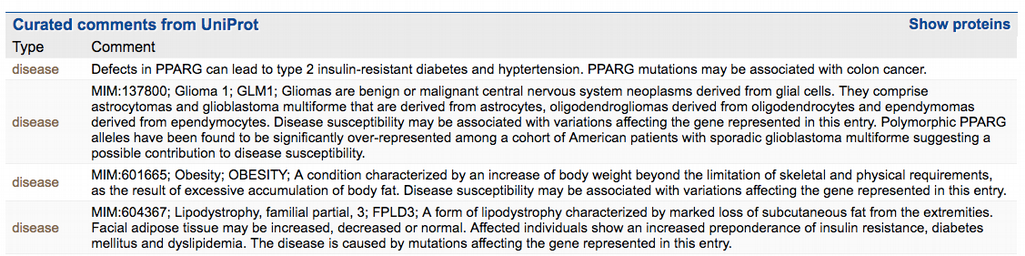 Curated comments from UniProt Show proteins
Type Comment
disease Defects in PPARG can lead to type 2 insulin-resistant diabetes and hyptertension. PPARG mutations may be associated with colon cancer.
MIM:137800; Glioma 1; GLM1; Gliomas are benign or malignant central nervous system neoplasms derived from glial cells. They comprise
astrocytomas and glioblastoma multiforme that are derived from astrocytes, oligodendrogliomas derived from oligodendrocytes and ependymomas
disease derived from ependymocytes. Disease susceptibility may be associated with variations affecting the gene represented in this entry. Polymorphic PPARG
alleles have been found to be significantly over-represented among a cohort of American patients with sporadic glioblastoma multiforme suggesting a
possible contribution to disease susceptibility.
disease MIM:601665; Obesity; OBESITY; A condition characterized by an increase of body weight beyond the limitation of skeletal and physical requirements,
as the result of excessive accumulation of body fat. Disease susceptibility may be associated with variations affecting the gene represented in this entry.
MIM:604367; Lipodystrophy, familial partial, 3; FPLD3; A form of lipodystrophy characterized by marked loss of subcutaneous fat from the extremities.
disease Facial adipose tissue may be increased, decreased or normal. Affected individuals show an increased preponderance of insulin resistance, diabetes
mellitus and dyslipidemia. The disease is caused by mutations affecting the gene represented in this entry.